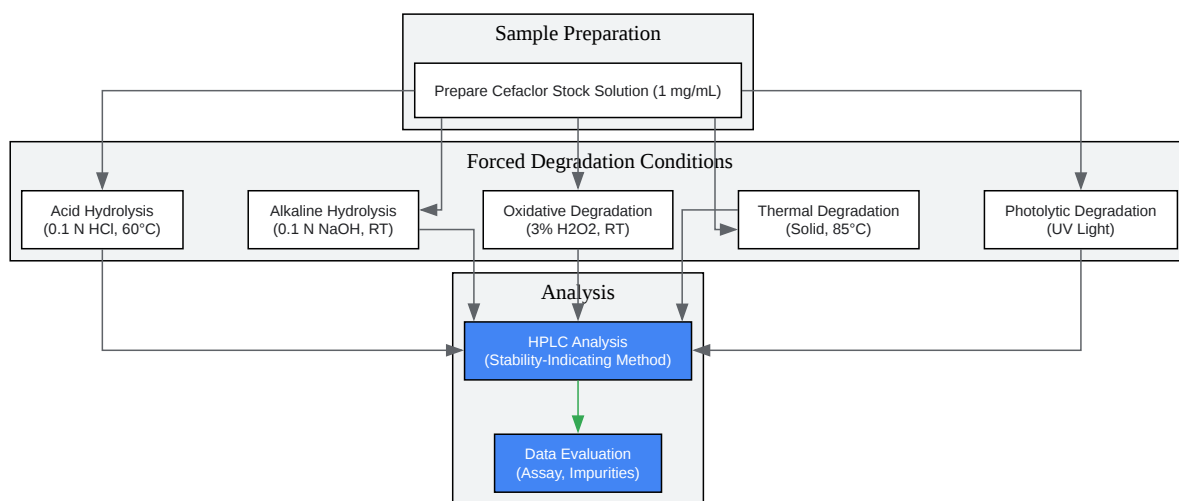 Sample Preparation
Prepare Cefaclor Stock Solution (1 mg/mL)
Forced Degradation Conditions
Acid Hydrolysis
(0.1 N HCl, 60°C)
Alkaline Hydrolysis
(0.1 N NaOH, RT)
Oxidative Degradation
(3% H2O2, RT)
Thermal Degradation
(Solid, 85°C)
Photolytic Degradation
(UV Light)
Analysis
HPLC Analysis
(Stability-Indicating Method)
Data Evaluation
(Assay, Impurities)